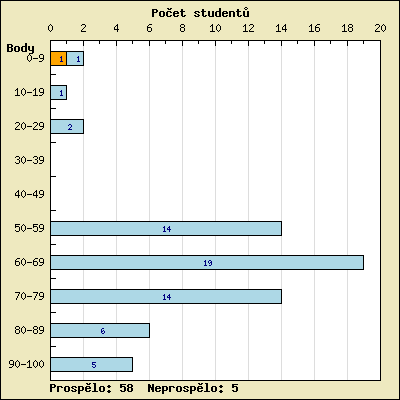 Počet studentů
0 2 4 6 8 10 12 14 16 18 20
Body
0-9 1 1
10-19 1
20-29 2
30-39
40-49
50-59 14
60-69 19
70-79 14
80-89 6
90-100 5
Prospělo: 58 Neprospělo: 5